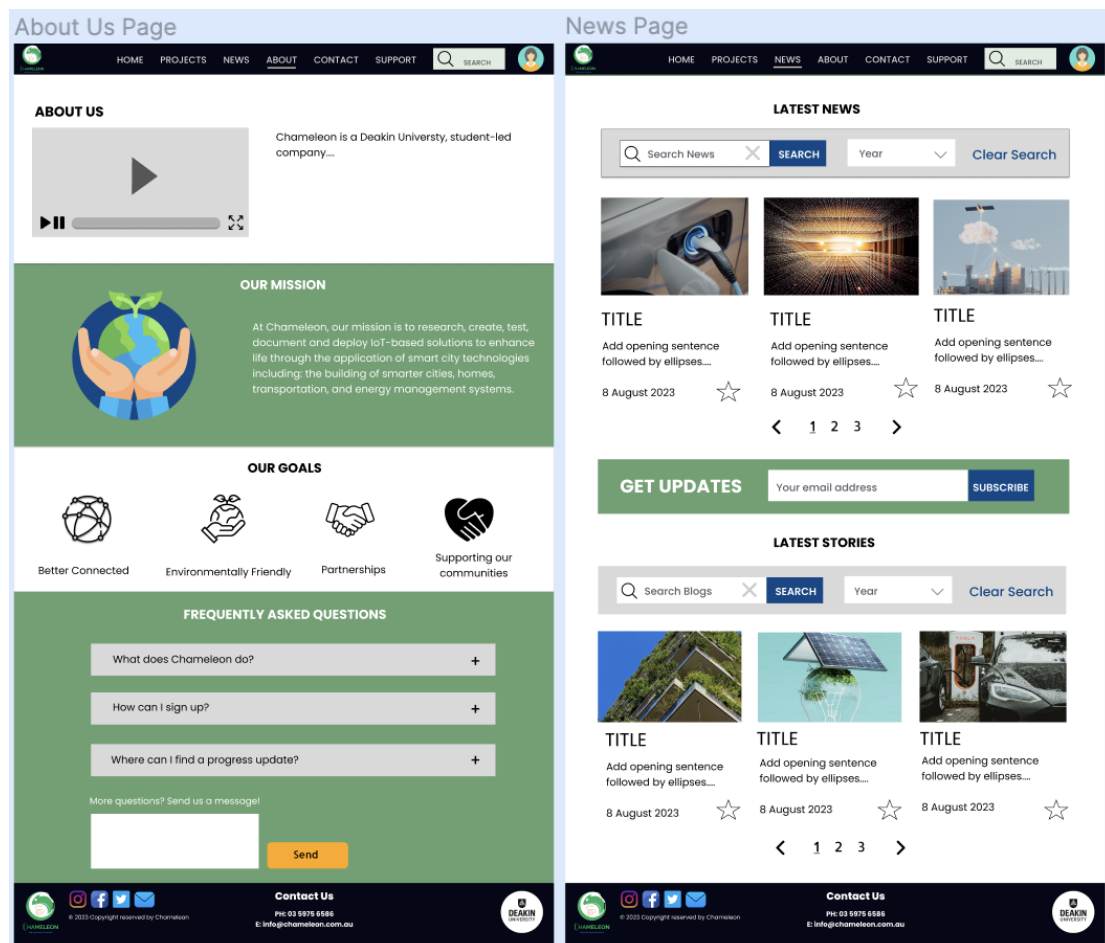 About Us Page
CHAMELEON
HOME PROJECTS NEWS ABOUT CONTACT SUPPORT SEARCH
ABOUT US
Chameleon is a Deakin Universty, student-led
company....
OUR MISSION
At Chameleon, our mission is to research, create, test,
document and deploy IoT-based solutions to enhance
life through the application of smart city technologies
including: the building of smarter cities, homes,
transportation, and energy management systems.
OUR GOALS
Better Connected
Environmentally Friendly
Partnerships
Supporting our
communities
FREQUENTLY ASKED QUESTIONS
What does Chameleon do? +
How can I sign up? +
Where can I find a progress update? +
More questions? Send us a message!
Send
CHAMELEON
© 2023 Copyright reserved by Chameleon
Contact Us
PH: 03 5975 6586
E: info@chameleon.com.au
DEAKIN
UNIVERSITY
News Page
CHAMELEON
HOME PROJECTS NEWS ABOUT CONTACT SUPPORT SEARCH
LATEST NEWS
Search News SEARCH Year Clear Search
TITLE
Add opening sentence
followed by ellipses....
8 August 2023
TITLE
Add opening sentence
followed by ellipses....
8 August 2023
TITLE
Add opening sentence
followed by ellipses....
8 August 2023
1 2 3
GET UPDATES Your email address SUBSCRIBE
LATEST STORIES
Search Blogs SEARCH Year Clear Search
TITLE
Add opening sentence
followed by ellipses....
8 August 2023
TITLE
Add opening sentence
followed by ellipses....
8 August 2023
TESLA
TITLE
Add opening sentence
followed by ellipses....
8 August 2023
1 2 3
CHAMELEON
© 2023 Copyright reserved by Chameleon
Contact Us
PH: 03 5975 6586
E: info@chameleon.com.au
DEAKIN
UNIVERSITY